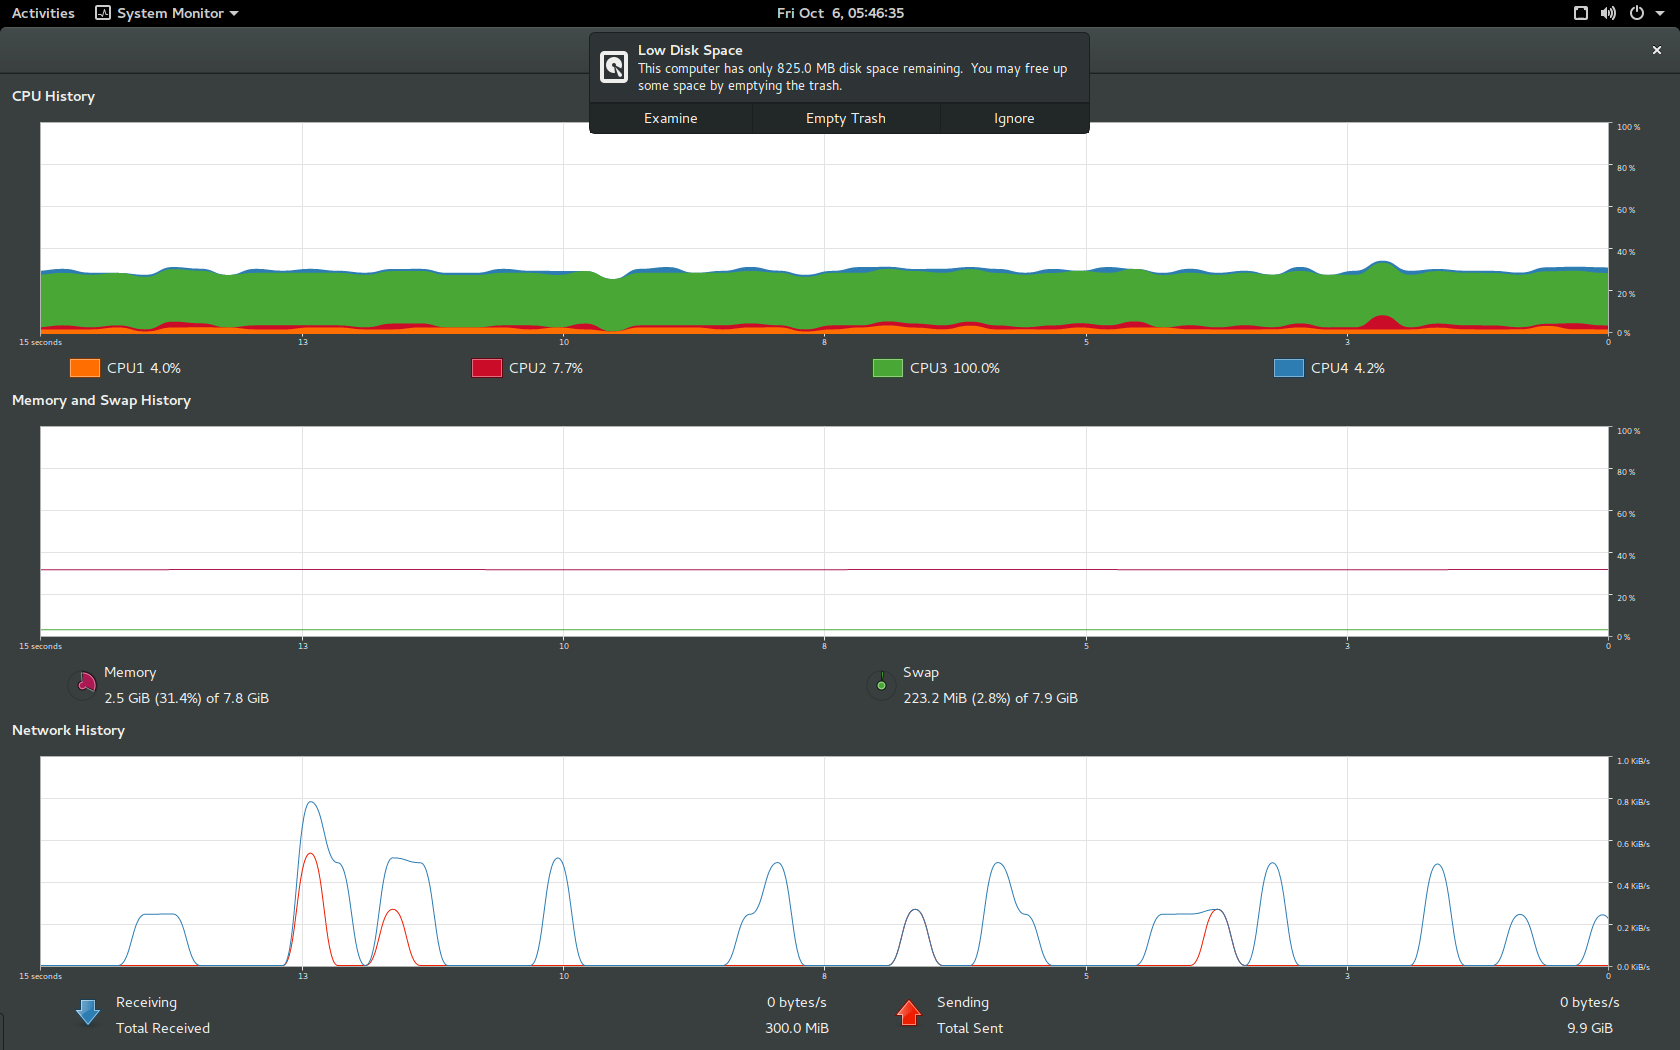 Activities System Monitor Fri Oct 6, 05:46:35
Low Disk Space
This computer has only 825.0 MB disk space remaining. You may free up
some space by emptying the trash.
Examine Empty Trash Ignore
CPU History
100 %
80 %
60 %
40 %
20 %
0 %
15 seconds 13 10 8 5 3 0
CPU1 4.0% CPU2 7.7% CPU3 100.0% CPU4 4.2%
Memory and Swap History
100 %
80 %
60 %
40 %
20 %
0 %
15 seconds 13 10 8 5 3 0
Memory
2.5 GiB (31.4%) of 7.8 GiB
Swap
223.2 MiB (2.8%) of 7.9 GiB
Network History
1.0 KiB/s
0.8 KiB/s
0.6 KiB/s
0.4 KiB/s
0.2 KiB/s
0.0 KiB/s
15 seconds 13 10 8 5 3 0
Receiving 0 bytes/s
Total Received 300.0 MiB
Sending 0 bytes/s
Total Sent 9.9 GiB